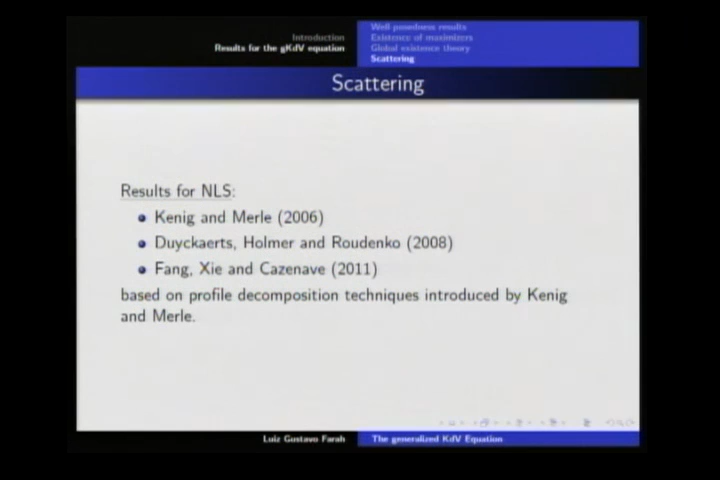 Introduction
Results for the gKdV equation
Well posedness results
Existence of maximizers
Global existence theory
Scattering
Scattering
Results for NLS:
Kenig and Merle (2006)
Duyckaerts, Holmer and Roudenko (2008)
Fang, Xie and Cazenave (2011)
based on profile decomposition techniques introduced by Kenig
and Merle.
Luiz Gustavo Farah
The generalized KdV Equation